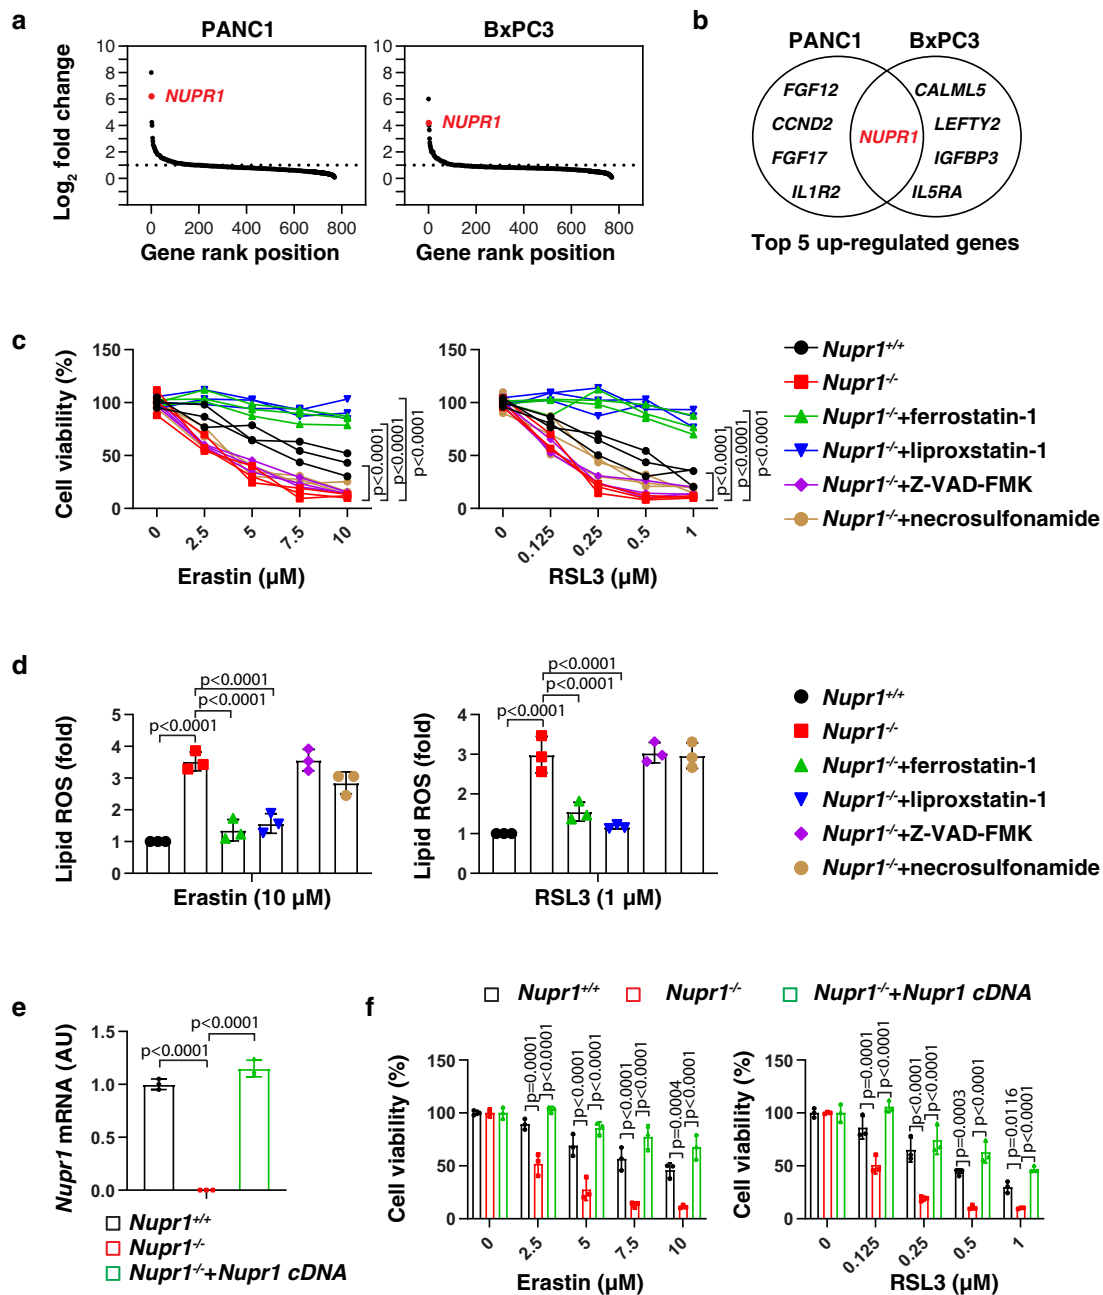 a
PANC1
BxPC3
Log2 fold change
10
8
6
4
2
0
NUPR1
0 200 400 600 800
Gene rank position
10
8
6
4
2
0
NUPR1
0 200 400 600 800
Gene rank position
b
PANC1 BxPC3
FGF12
CCND2
FGF17
IL1R2
NUPR1
CALML5
LEFTY2
IGFBP3
IL5RA
Top 5 up-regulated genes
c
Cell viability (%)
150
100
50
0
0 2.5 5 7.5 10
Erastin (µM)
p<0.0001
p<0.0001
p<0.0001
150
100
50
0
0 0.125 0.25 0.5 1
RSL3 (µM)
p<0.0001
p<0.0001
p<0.0001
Nupr1+/+
Nupr1-/-
Nupr1-/-+ferrostatin-1
Nupr1-/-+liproxstatin-1
Nupr1-/-+Z-VAD-FMK
Nupr1-/-+necrosulfonamide
d
Lipid ROS (fold)
5
4
3
2
1
0
p<0.0001
p<0.0001
p<0.0001
Erastin (10 µM)
Lipid ROS (fold)
4
3
2
1
0
p<0.0001
p<0.0001
p<0.0001
RSL3 (1 µM)
Nupr1+/+
Nupr1-/-
Nupr1-/-+ferrostatin-1
Nupr1-/-+liproxstatin-1
Nupr1-/-+Z-VAD-FMK
Nupr1-/-+necrosulfonamide
e
Nupr1 mRNA (AU)
1.5
1.0
0.5
0.0
p<0.0001
p<0.0001
Nupr1+/+
Nupr1-/-
Nupr1-/-+Nupr1 cDNA
f
Nupr1+/+ Nupr1-/- Nupr1-/-+Nupr1 cDNA
Cell viability (%)
150
100
50
0
p=0.0001
p<0.0001
p<0.0001
p<0.0001
p<0.0001
p<0.0001
p=0.0004
p<0.0001
0 2.5 5 7.5 10
Erastin (µM)
Cell viability (%)
150
100
50
0
p=0.0001
p<0.0001
p<0.0001
p<0.0001
p=0.0003
p<0.0001
p=0.0116
p<0.0001
0 0.125 0.25 0.5 1
RSL3 (µM)